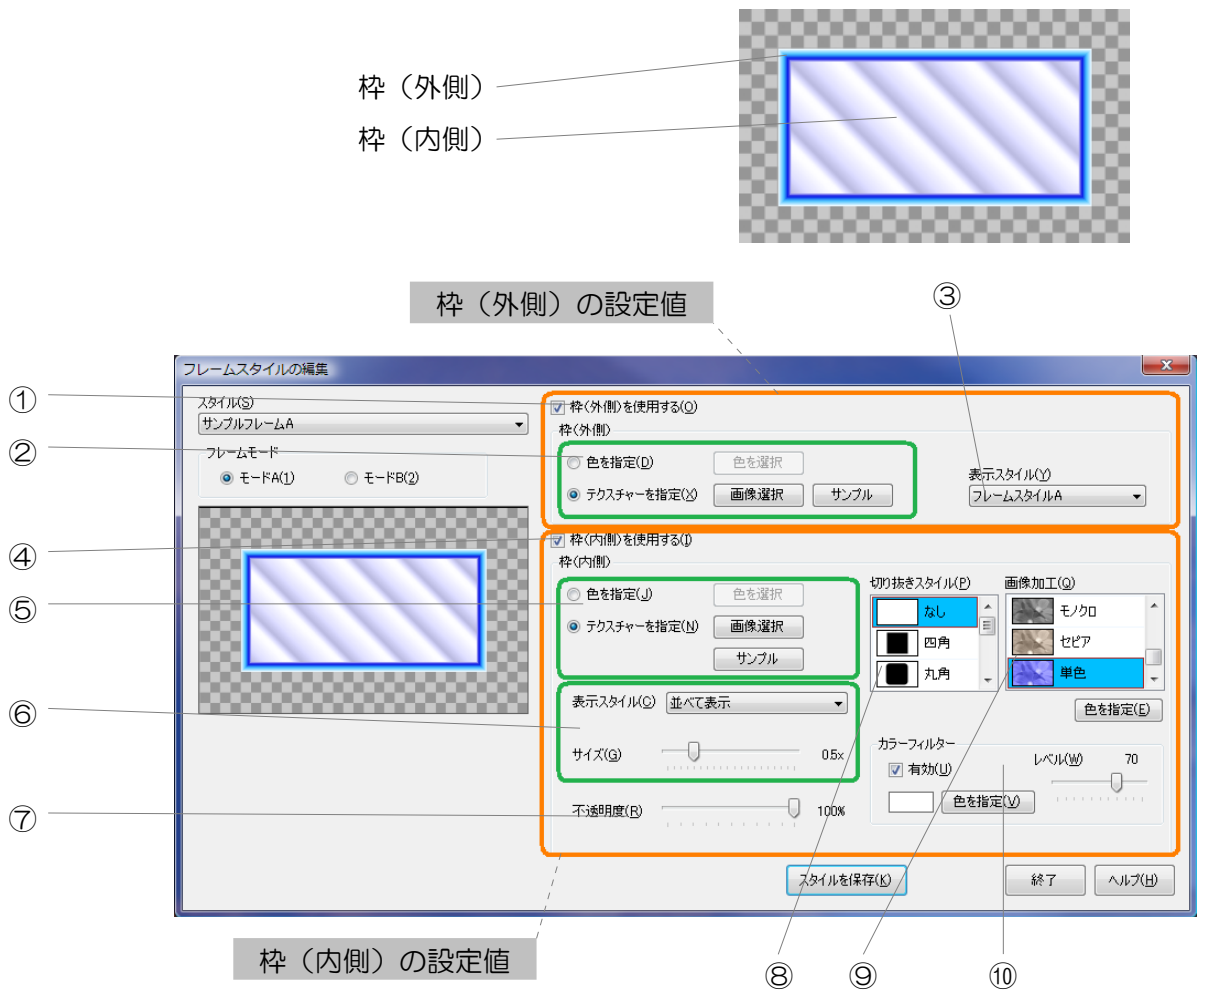 枠（外側）
枠（内側）
枠（外側）の設定値
③
フレームスタイルの編集
①
スタイル(S)
サンプルフレームA
枠(外側)を使用する(O)
枠(外側)
②
フレームモード
モードA(1)
モードB(2)
色を指定(D)
色を選択
テクスチャーを指定(X)
画像選択
サンプル
表示スタイル(Y)
フレームスタイルA
④
枠(内側)を使用する(I)
枠(内側)
⑤
色を指定(J)
色を選択
テクスチャーを指定(N)
画像選択
サンプル
切り抜きスタイル(P)
なし
四角
丸角
画像加工(Q)
モノクロ
セピア
単色
色を指定(E)
⑥
表示スタイル(C)
並べて表示
サイズ(G)
0.5x
カラーフィルター
有効(U)
レベル(W)
70
色を指定(V)
⑦
不透明度(R)
100%
スタイルを保存(K)
終了
ヘルプ(H)
枠（内側）の設定値
⑧
⑨
⑩